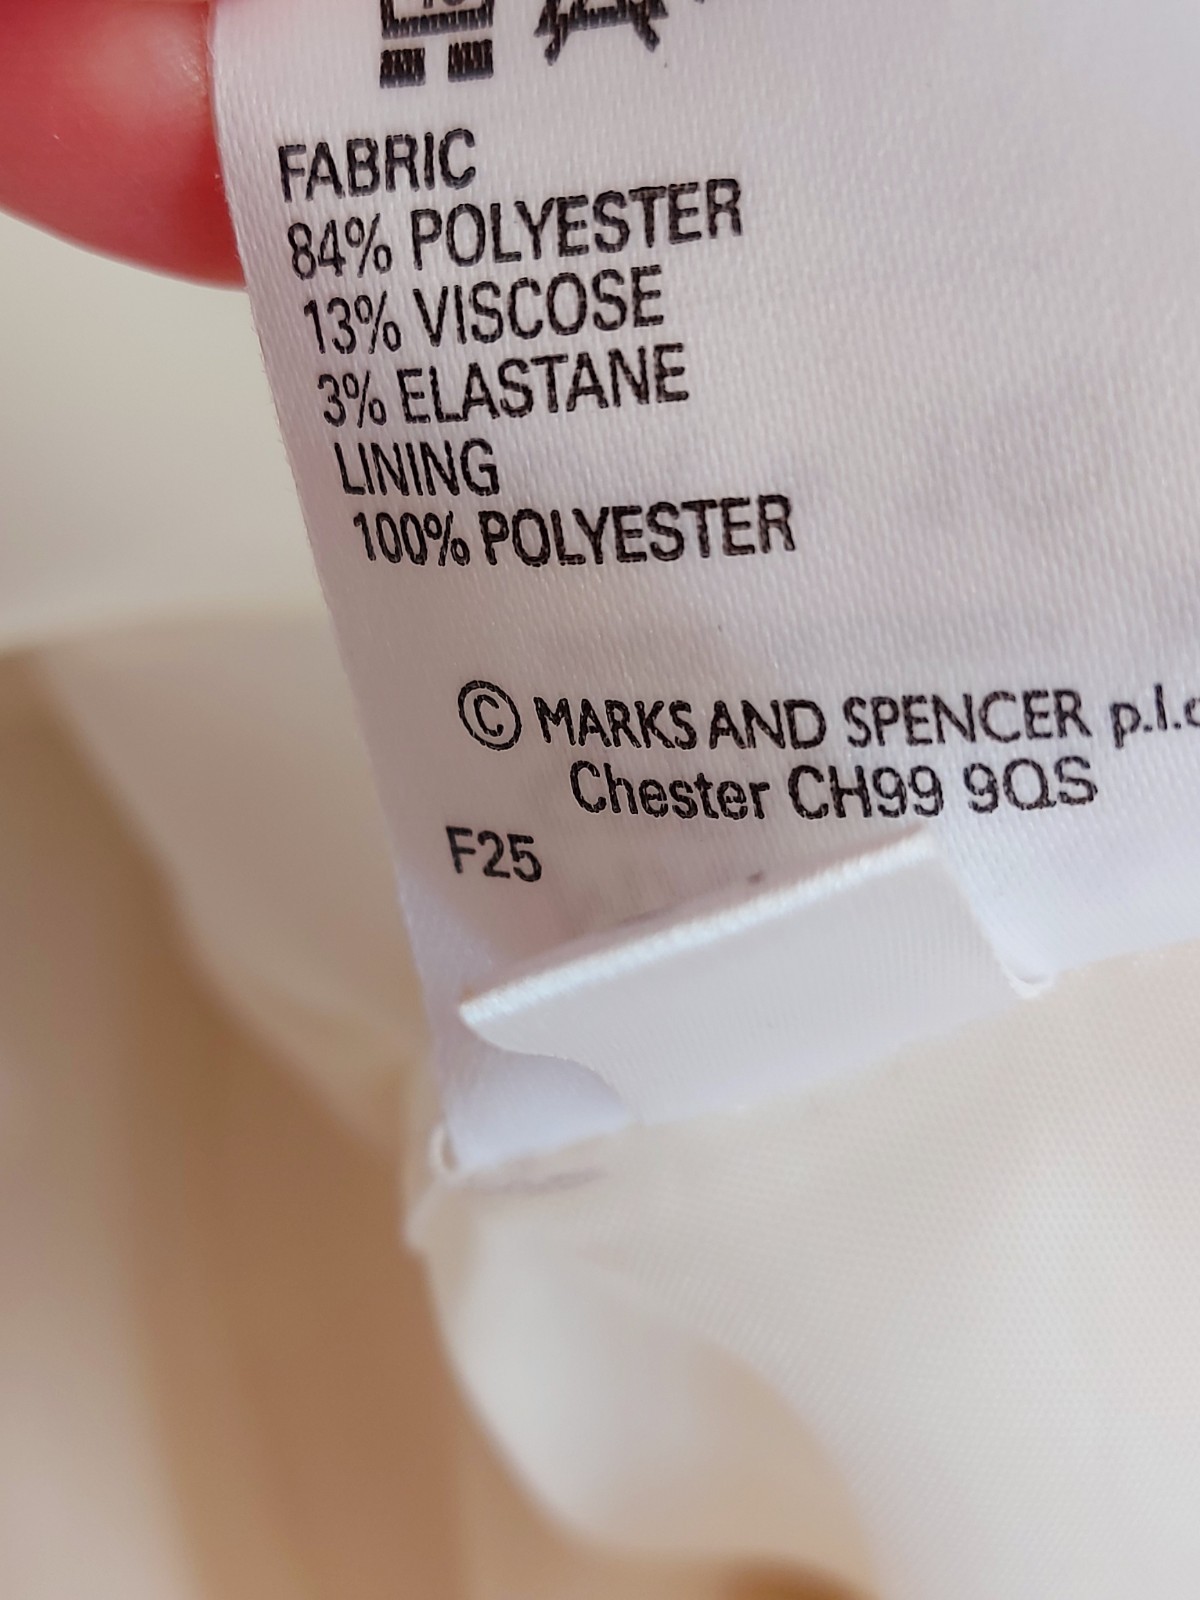 FABRIC
84% POLYESTER
13% VISCOSE
3% ELASTANE
LINING
100% POLYESTER
© MARKS AND SPENCER p.l.c
Chester CH99 9QS
F25